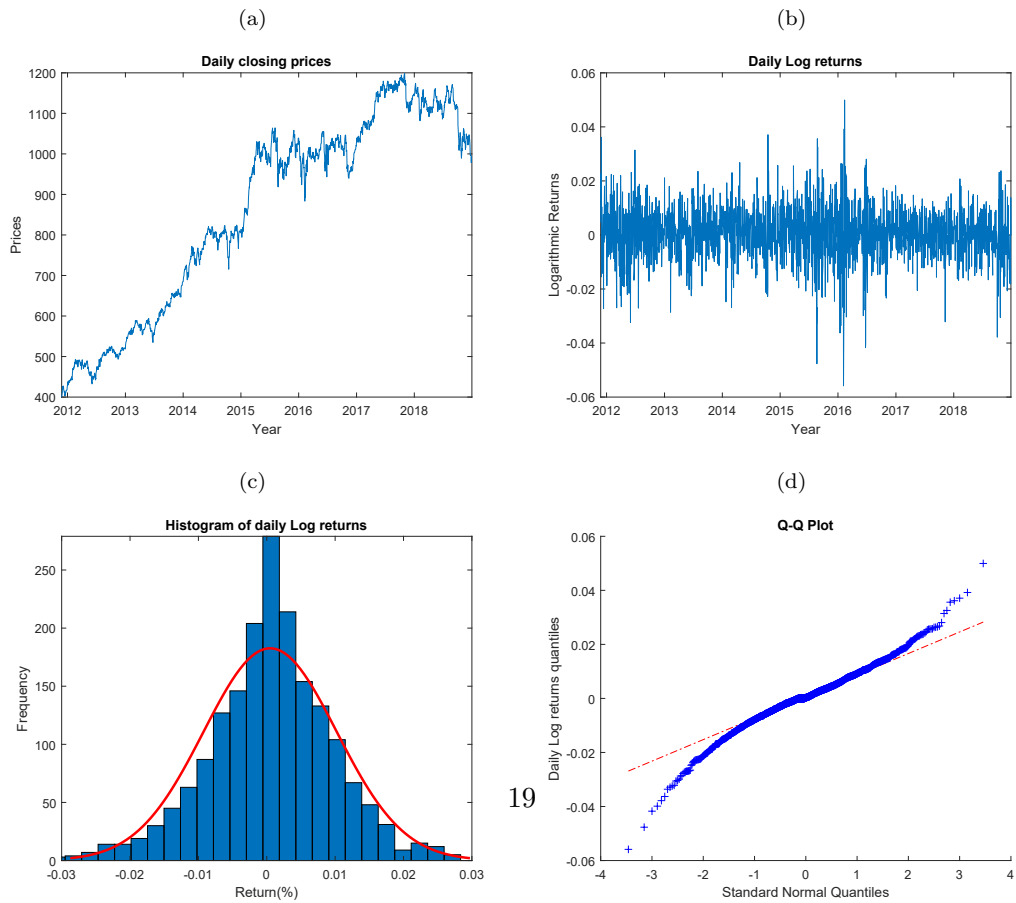 (a)
Daily closing prices
1200
1100
1000
900
800
700
600
500
400
2012 2013 2014 2015 2016 2017 2018
Prices
Year
(b)
Daily Log returns
0.06
0.04
0.02
0
-0.02
-0.04
-0.06
2012 2013 2014 2015 2016 2017 2018
Logarithmic Returns
Year
(c)
Histogram of daily Log returns
250
200
150
100
50
0
-0.03 -0.02 -0.01 0 0.01 0.02 0.03
Frequency
Return(%)
(d)
Q-Q Plot
0.06
0.04
0.02
0
-0.02
-0.04
-0.06
-4 -3 -2 -1 0 1 2 3 4
Daily Log returns quantiles
Standard Normal Quantiles
19